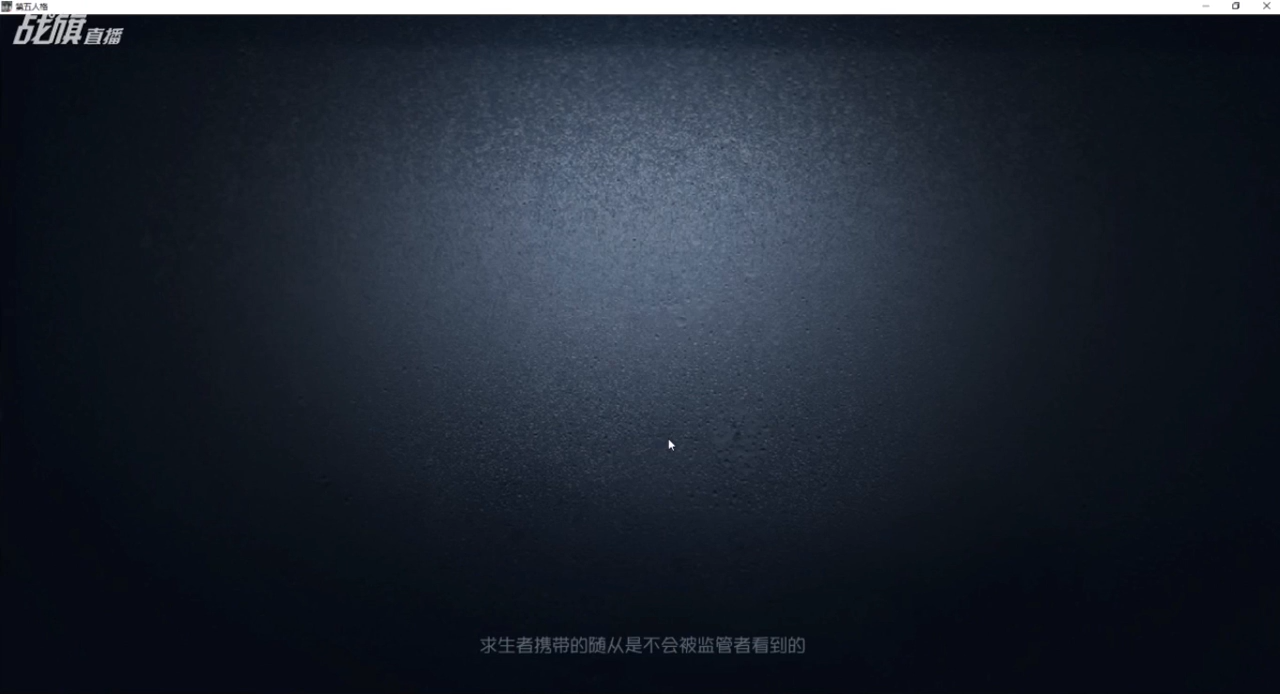 第五人格
战旗直播
求生者携带的随从是不会被监管者看到的